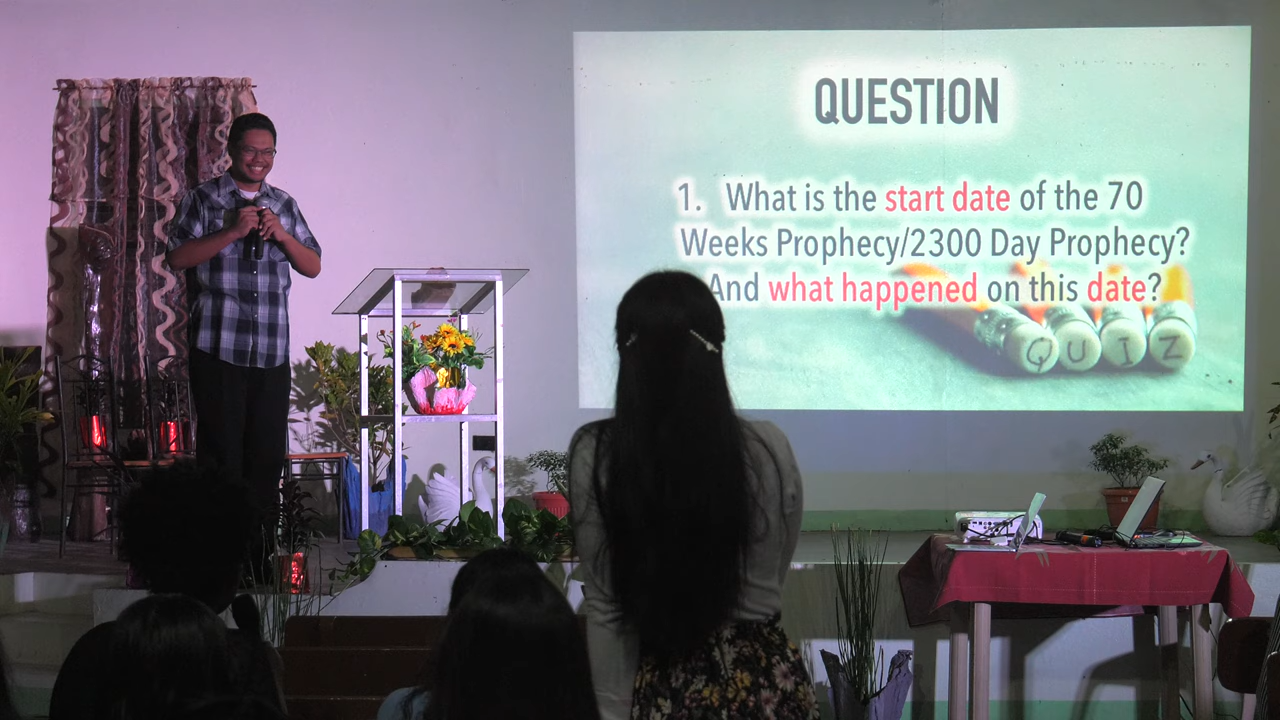 QUESTION
1. What is the start date of the 70
Weeks Prophecy/2300 Day Prophecy?
And what happened on this date?
QUIZ